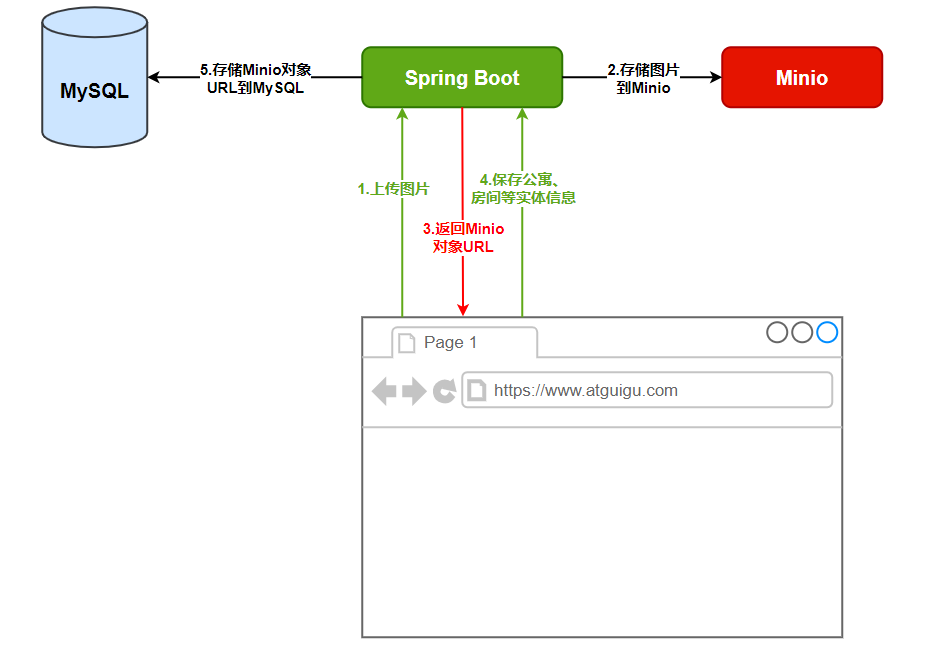 MySQL
5.存储Minio对象
URL到MySQL
Spring Boot
2.存储图片
到Minio
Minio
1.上传图片
4.保存公寓、
房间等实体信息
3.返回Minio
对象URL
Page 1
https://www.atguigu.com